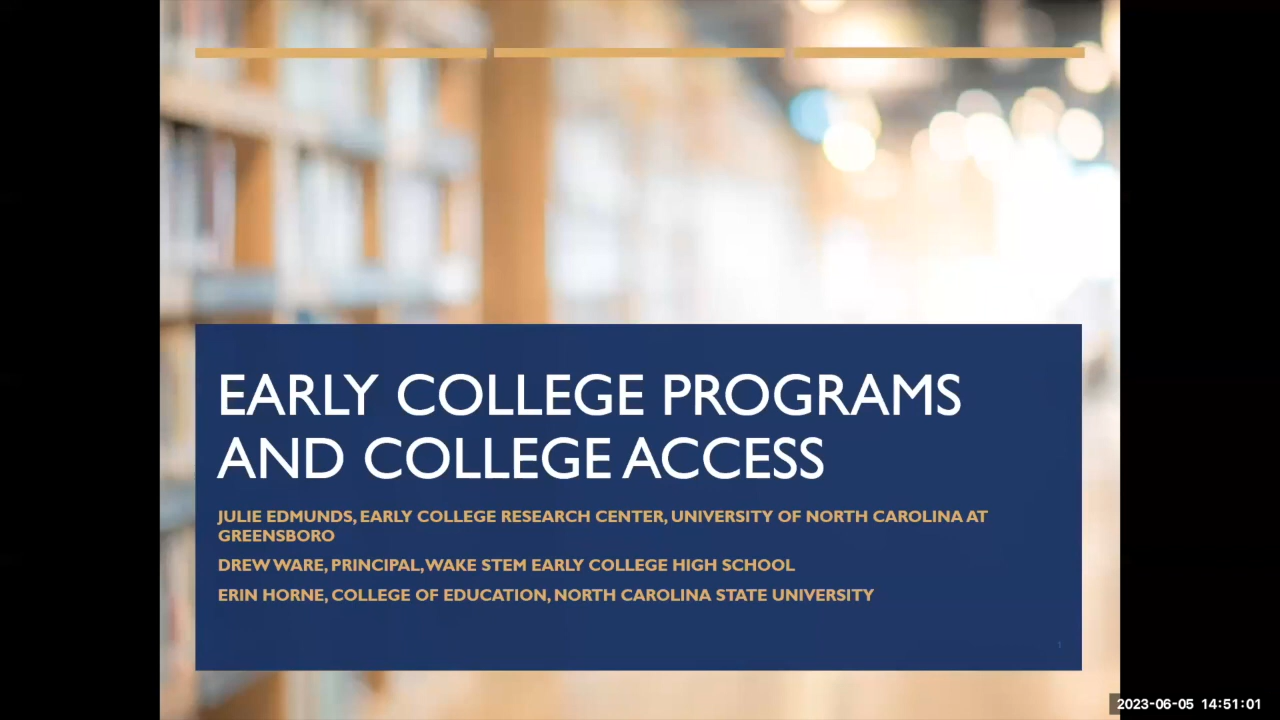 EARLY COLLEGE PROGRAMS
AND COLLEGE ACCESS
JULIE EDMUNDS, EARLY COLLEGE RESEARCH CENTER, UNIVERSITY OF NORTH CAROLINA AT
GREENSBORO
DREW WARE, PRINCIPAL, WAKE STEM EARLY COLLEGE HIGH SCHOOL
ERIN HORNE, COLLEGE OF EDUCATION, NORTH CAROLINA STATE UNIVERSITY
1
2023-06-05 14:51:01